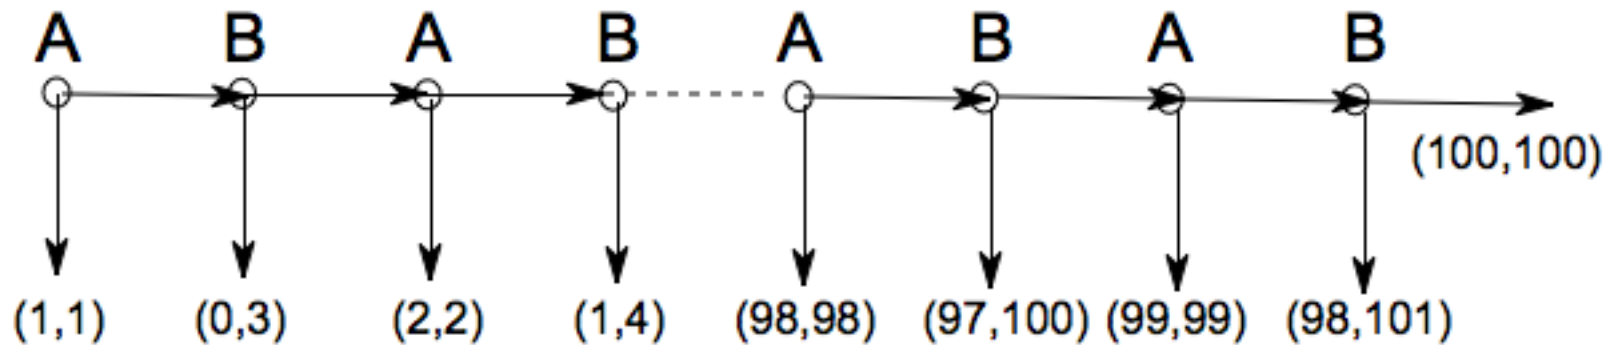 A B A B A B A B
(100,100)
(1,1) (0,3) (2,2) (1,4) (98,98) (97,100) (99,99) (98,101)